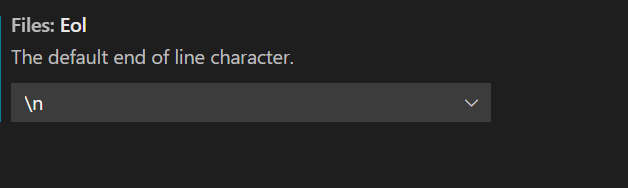 Files: Eol
The default end of line character.
\n